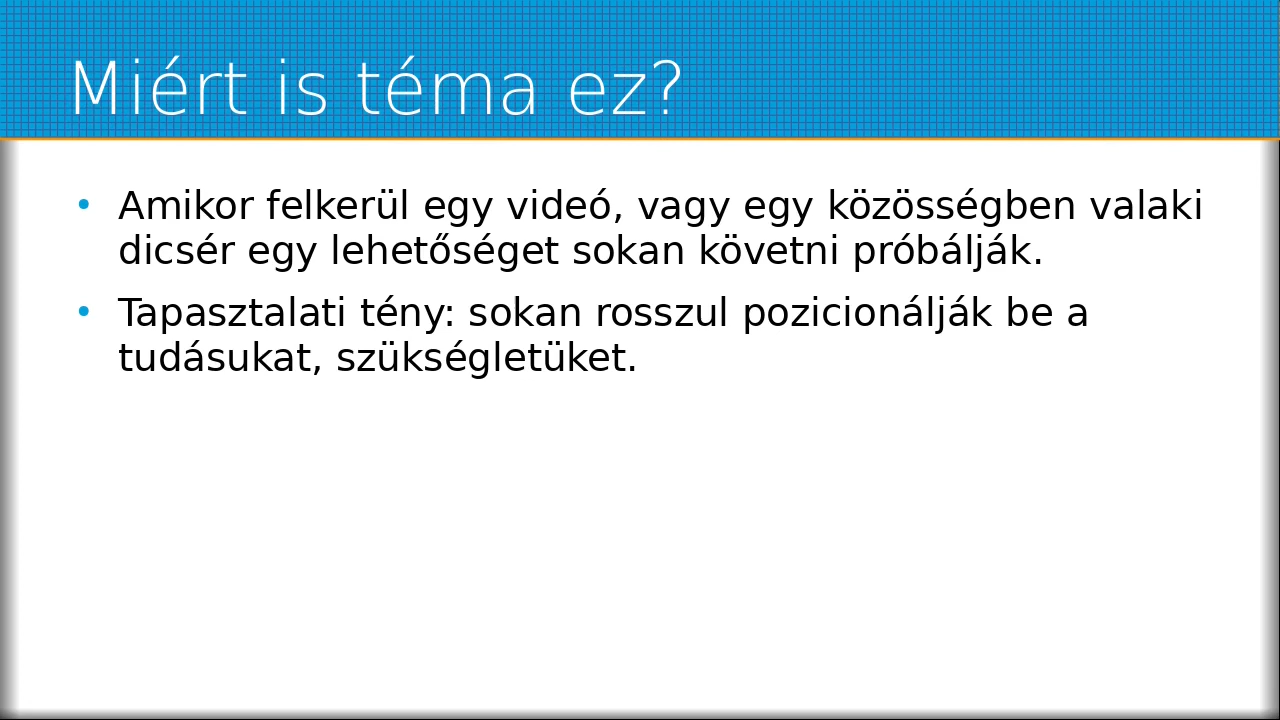 Miért is téma ez?
• Amikor felkerül egy videó, vagy egy közösségben valaki
dicsér egy lehetőséget sokan követni próbálják.
• Tapasztalati tény: sokan rosszul pozicionálják be a
tudásukat, szükségletüket.